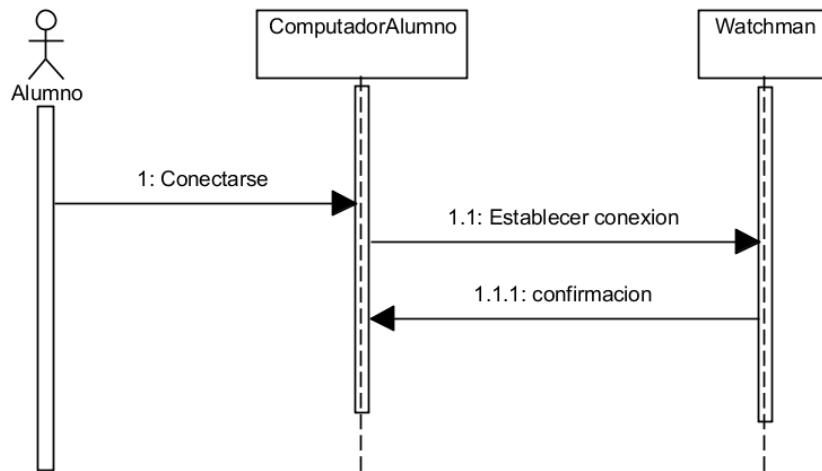 ComputadorAlumno
Watchman
Alumno
1: Conectarse
1.1: Establecer conexion
1.1.1: confirmacion